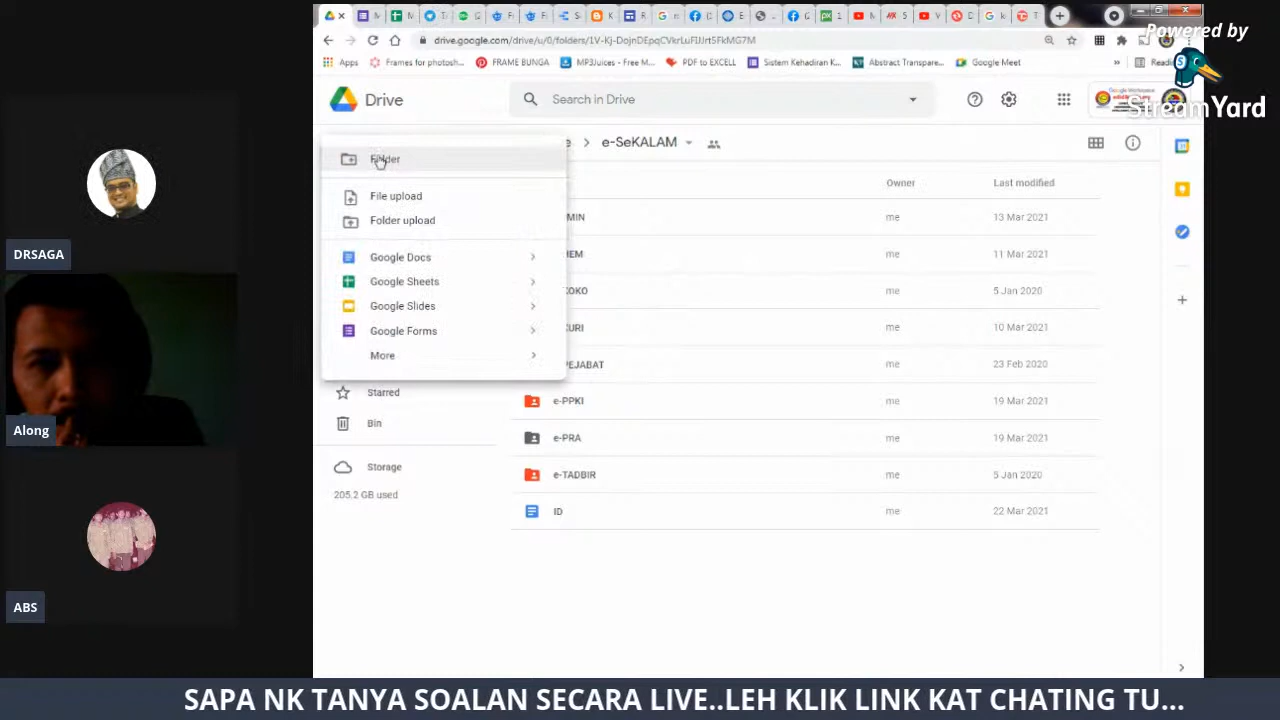 drive.google.com/drive/u/0/folders/
Powered by
StreamYard
Apps
Frames for photosh...
FRAME BUNGA
MP3Juices - Free M...
PDF to EXCELL
Sistem Kehadiran K...
Abstract Transpare...
Google Meet
»
Drive
Search in Drive
e-SeKALAM
Folder
File upload
Folder upload
Google Docs
Google Sheets
Google Slides
Google Forms
More
Starred
Bin
Storage
205.2 GB used
Owner
Last modified
MIN
me
13 Mar 2021
HEM
me
11 Mar 2021
KOKO
me
5 Jan 2020
KURI
me
10 Mar 2021
PEJABAT
me
23 Feb 2020
e-PPKI
me
19 Mar 2021
e-PRA
me
19 Mar 2021
e-TADBIR
me
5 Jan 2020
ID
me
22 Mar 2021
DRSAGA
Along
ABS
SAPA NK TANYA SOALAN SECARA LIVE..LEH KLIK LINK KAT CHATING TU...